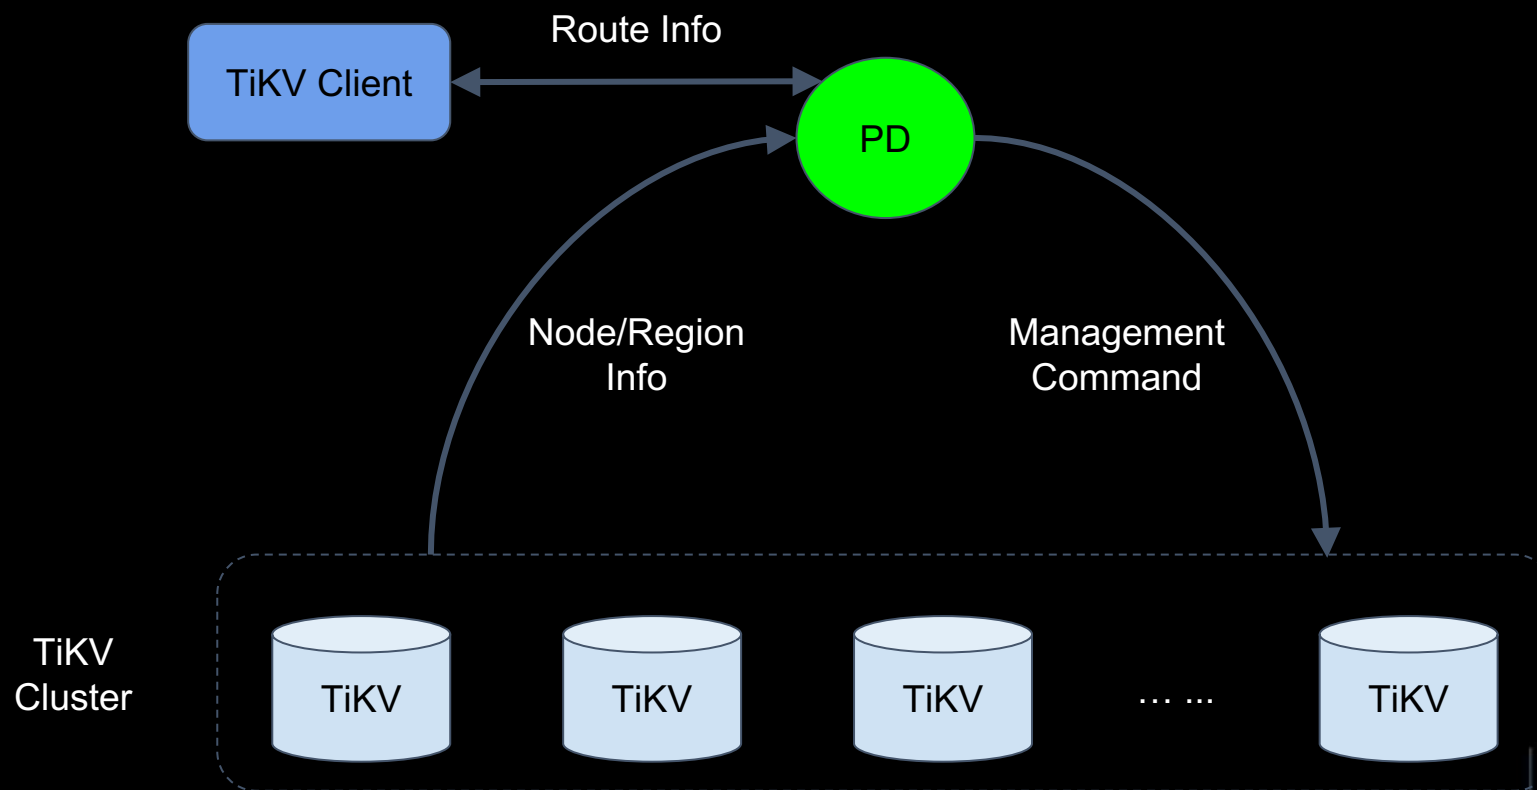 Route Info
TiKV Client
PD
Node/Region
Info
Management
Command
TiKV
Cluster
TiKV
TiKV
TiKV
... ...
TiKV